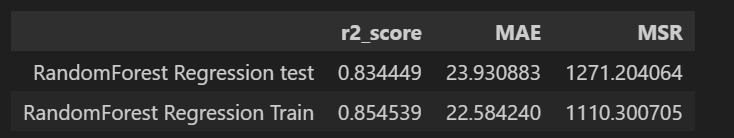 r2_score MAE MSR
RandomForest Regression test 0.834449 23.930883 1271.204064
RandomForest Regression Train 0.854539 22.584240 1110.300705